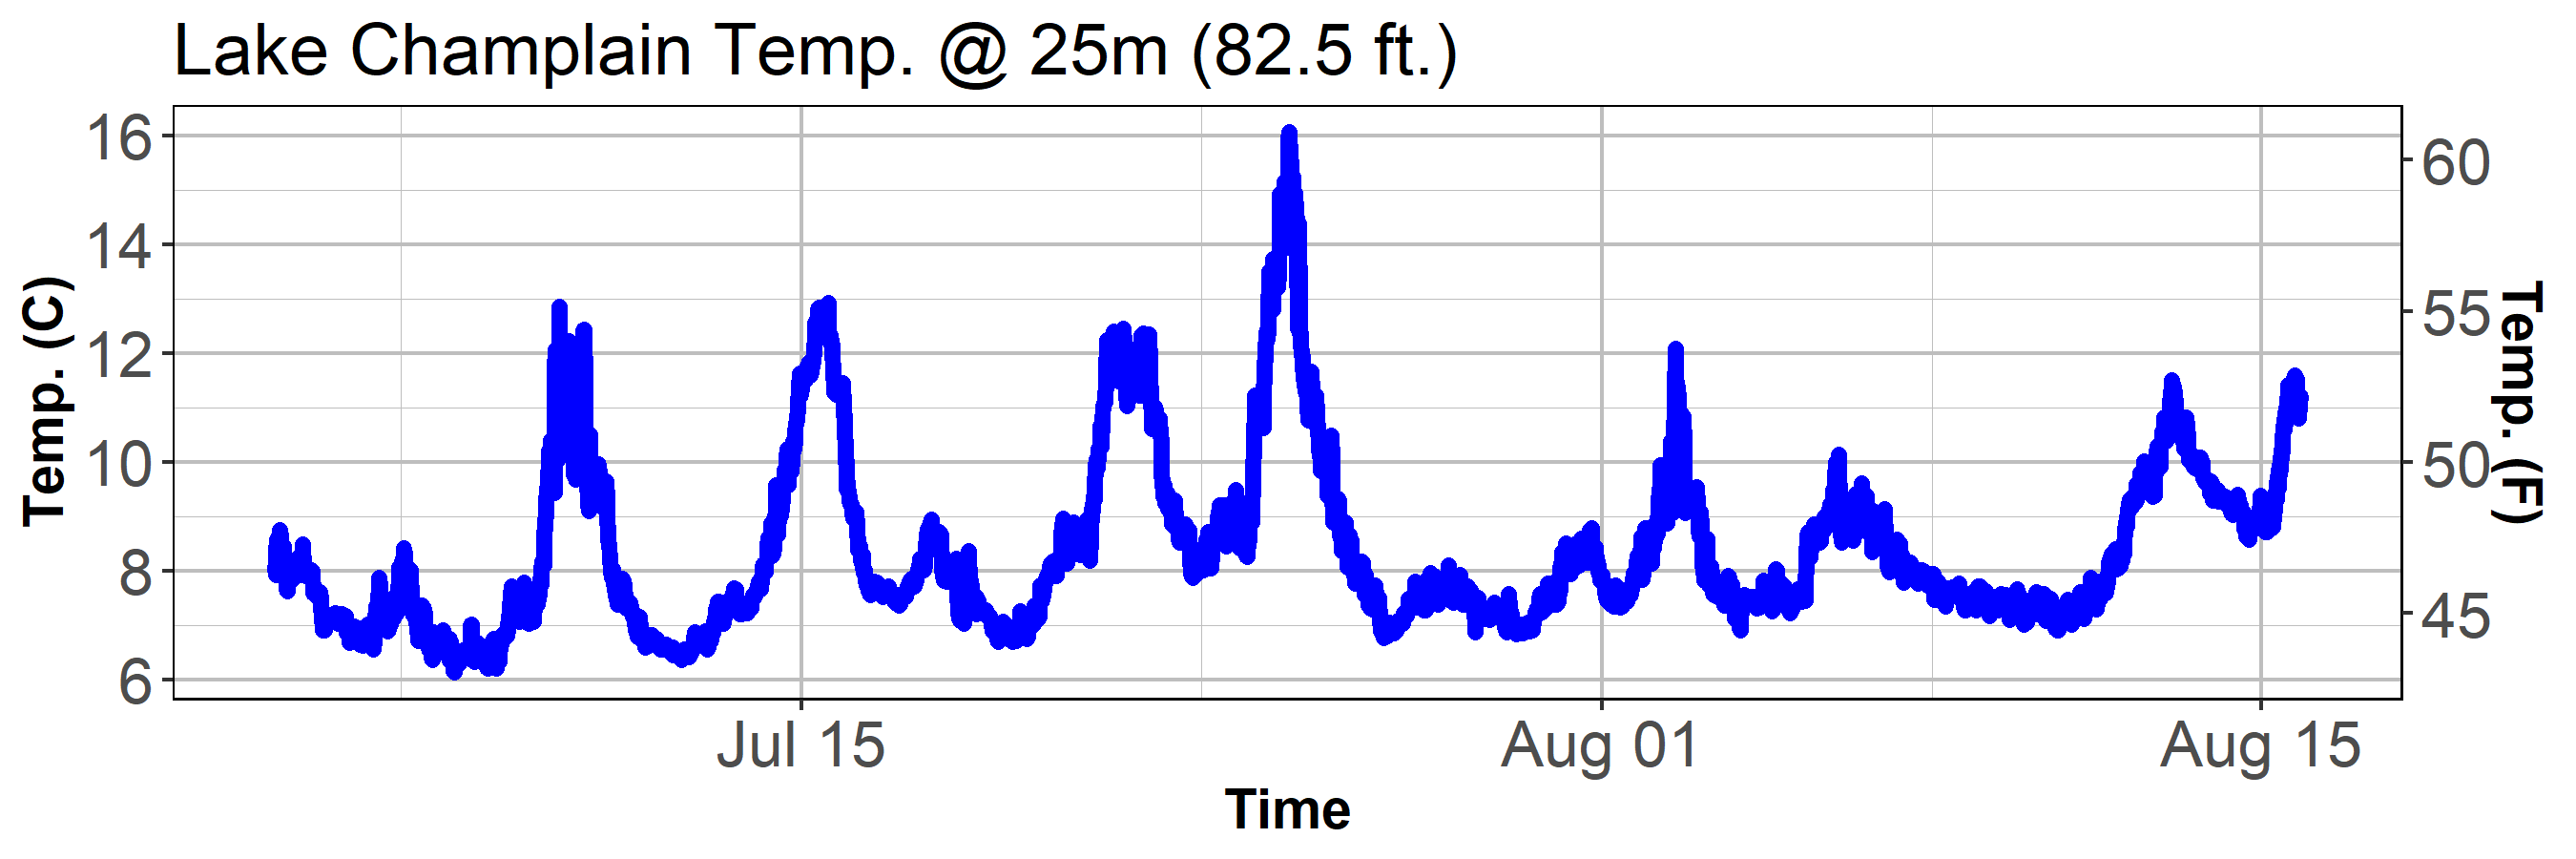 Lake Champlain Temp. @ 25m (82.5 ft.)
16
14
12
10
8
6
Temp. (C)
60
55
50
45
Temp. (F)
Jul 15
Aug 01
Aug 15
Time